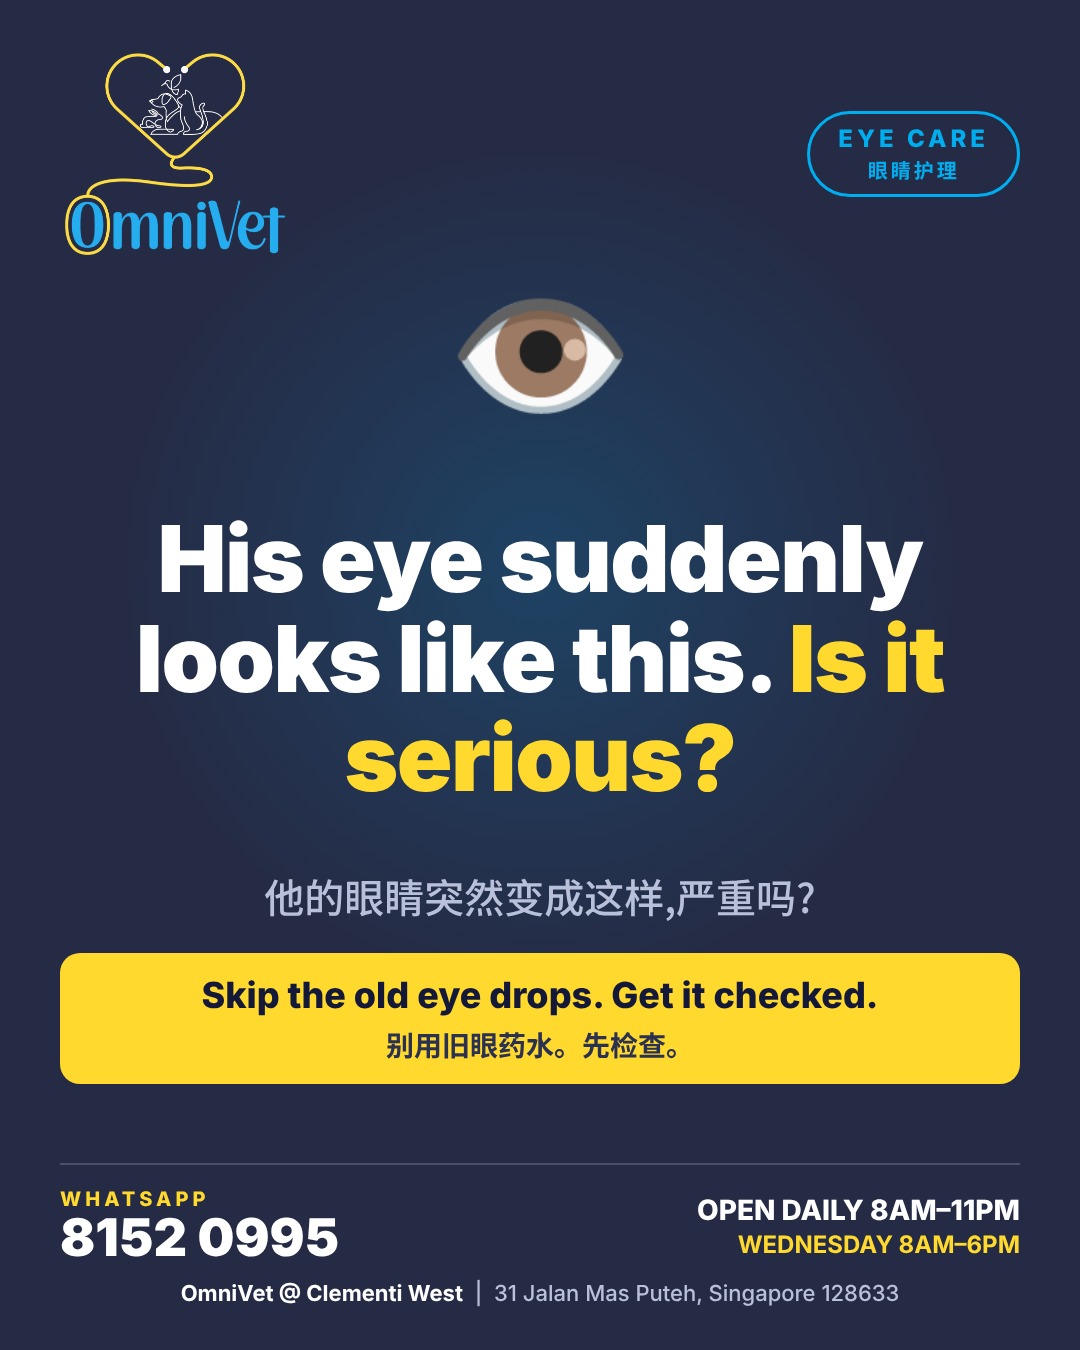 OmniVet
EYE CARE
眼睛护理
His eye suddenly
looks like this. Is it
serious?
他的眼睛突然变成这样,严重吗?
Skip the old eye drops. Get it checked.
别用旧眼药水。先检查。
WHATSAPP
8152 0995
OPEN DAILY 8AM–11PM
WEDNESDAY 8AM–6PM
OmniVet @ Clementi West | 31 Jalan Mas Puteh, Singapore 128633